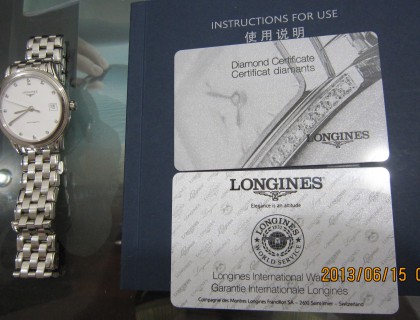 INSTRUCTIONS FOR USE
使用说明
Diamond Certificate
Certificat diamants
LONGINES
LONGINES
Elegance is an attitude
LONGINES
WORLD SERVICE
Longines International
Garantie Internationale Longines
Compagnie des Montres Longines Francillon SA – 2610 Saint-Imier – Switzerland
2013/06/15